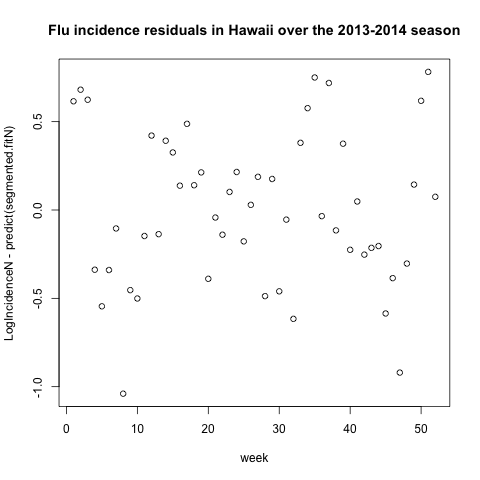 Flu incidence residuals in Hawaii over the 2013-2014 season
LogIncidenceN - predict(segmented.fitN)
0.5
0.0
-0.5
-1.0
0 10 20 30 40 50
week